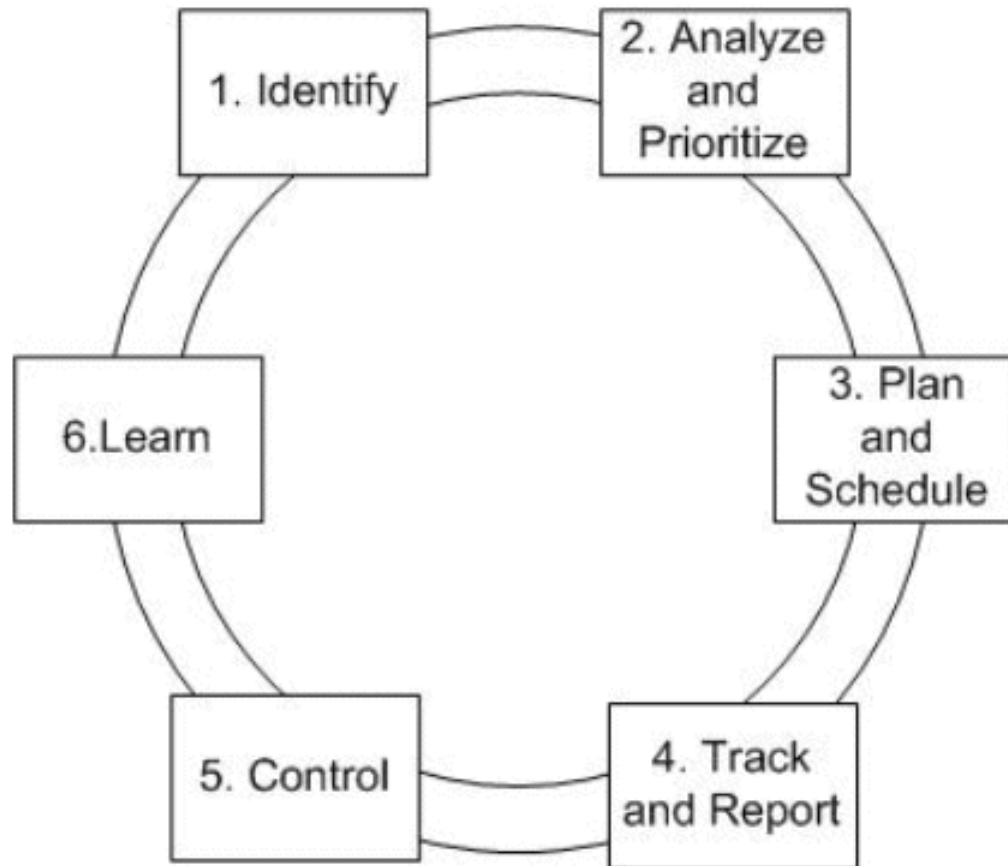 1. Identify
2. Analyze
and
Prioritize
3. Plan
and
Schedule
4. Track
and Report
5. Control
6.Learn